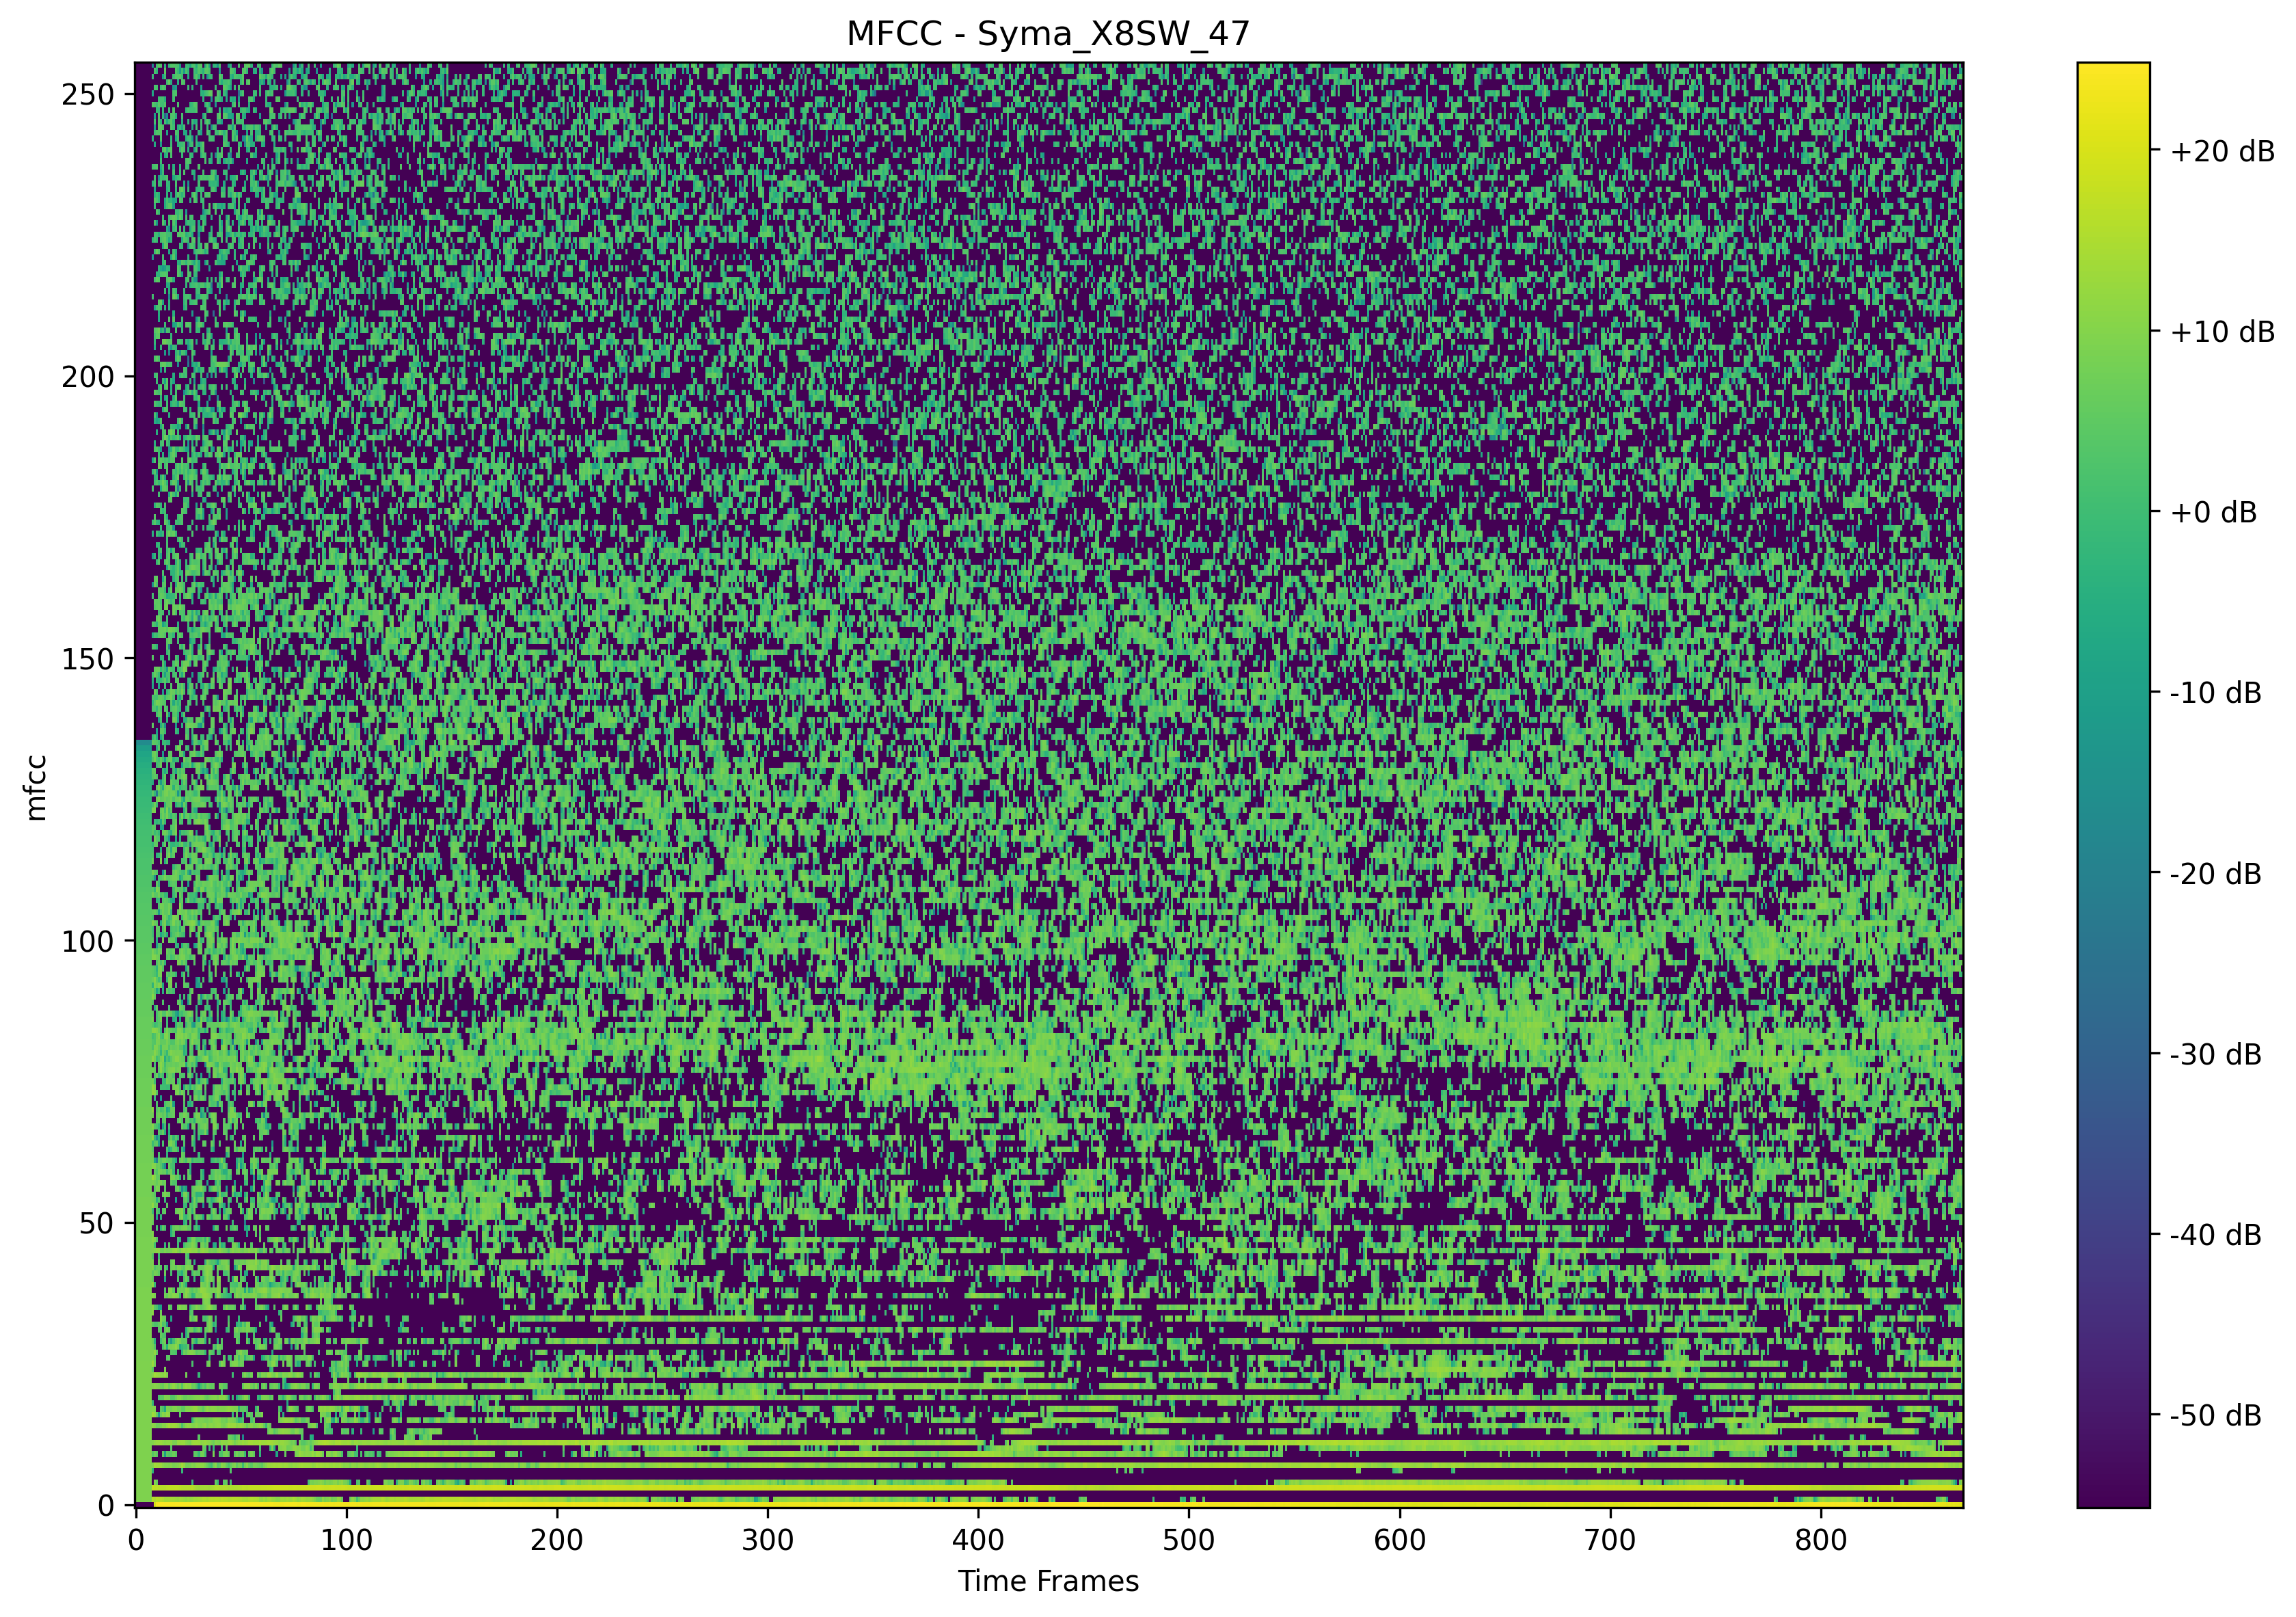 MFCC - Syma_X8SW_47
mfcc
250
200
150
100
50
0
0 100 200 300 400 500 600 700 800
Time Frames
+20 dB
+10 dB
+0 dB
-10 dB
-20 dB
-30 dB
-40 dB
-50 dB